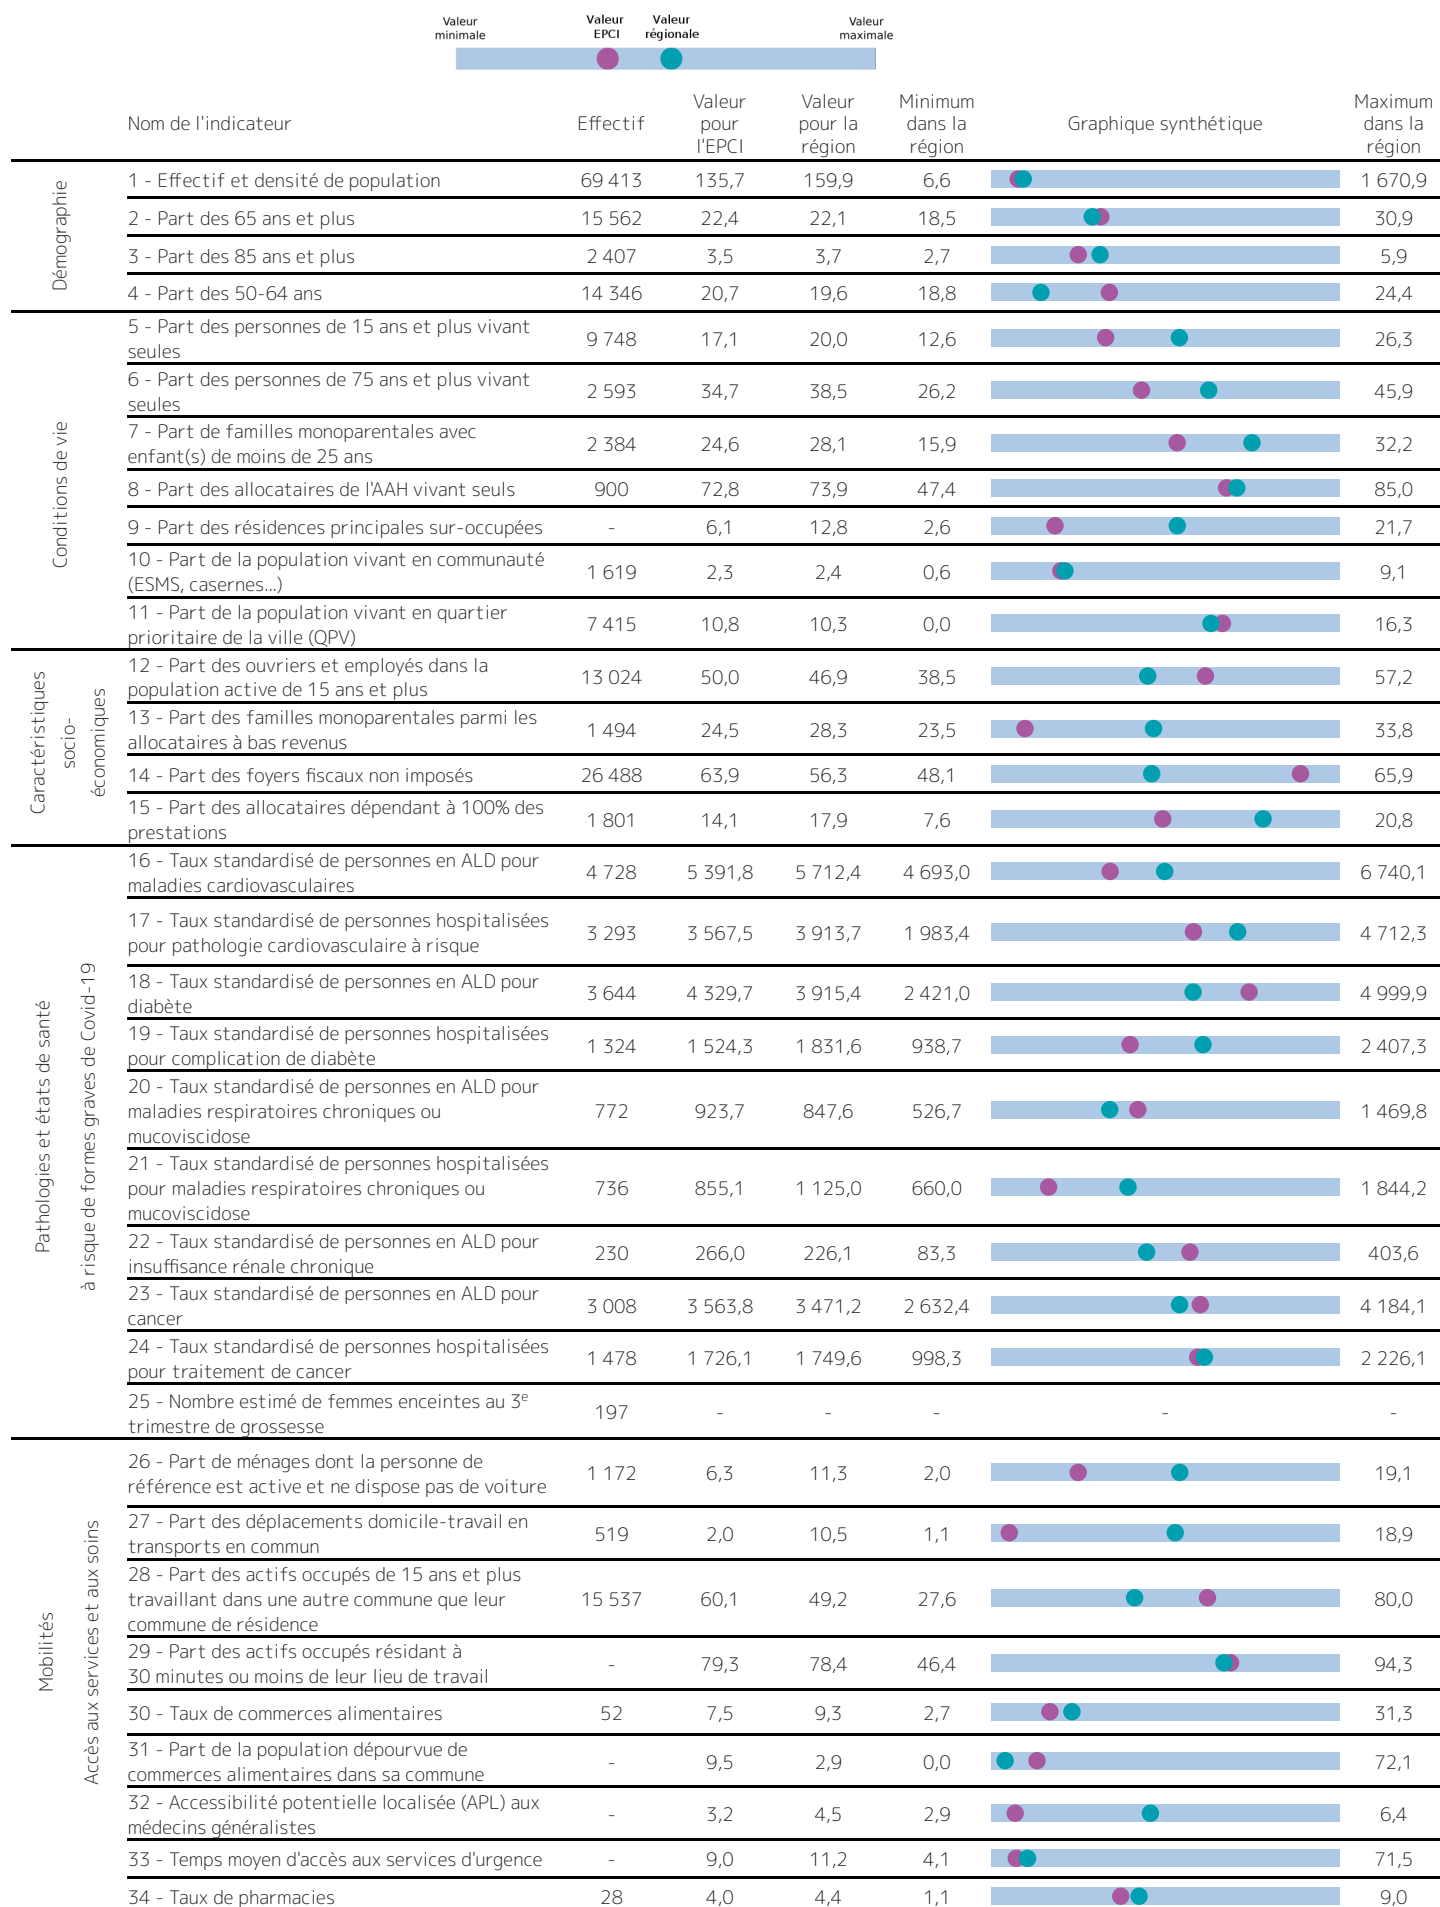 Valeur
minimale
Valeur
EPCI
Valeur
régionale
Valeur
maximale
Nom de l'indicateur
Effectif
Valeur
pour
l'EPCI
Valeur
pour la
région
Minimum
dans la
région
Graphique synthétique
Maximum
dans la
région
Démographie
1 - Effectif et densité de population 69 413 135,7 159,9 6,6 1 670,9
2 - Part des 65 ans et plus 15 562 22,4 22,1 18,5 30,9
3 - Part des 85 ans et plus 2 407 3,5 3,7 2,7 5,9
4 - Part des 50-64 ans 14 346 20,7 19,6 18,8 24,4
Conditions de vie
5 - Part des personnes de 15 ans et plus vivant
seules
9 748 17,1 20,0 12,6 26,3
6 - Part des personnes de 75 ans et plus vivant
seules
2 593 34,7 38,5 26,2 45,9
7 - Part de familles monoparentales avec
enfant(s) de moins de 25 ans
2 384 24,6 28,1 15,9 32,2
8 - Part des allocataires de l'AAH vivant seuls 900 72,8 73,9 47,4 85,0
9 - Part des résidences principales sur-occupées - 6,1 12,8 2,6 21,7
10 - Part de la population vivant en communauté
(ESMS, casernes...)
1 619 2,3 2,4 0,6 9,1
11 - Part de la population vivant en quartier
prioritaire de la ville (QPV)
7 415 10,8 10,3 0,0 16,3
Caractéristiques
socio-
économiques
12 - Part des ouvriers et employés dans la
population active de 15 ans et plus
13 024 50,0 46,9 38,5 57,2
13 - Part des familles monoparentales parmi les
allocataires à bas revenus
1 494 24,5 28,3 23,5 33,8
14 - Part des foyers fiscaux non imposés 26 488 63,9 56,3 48,1 65,9
15 - Part des allocataires dépendant à 100% des
prestations
1 801 14,1 17,9 7,6 20,8
Pathologies et états de santé
à risque de formes graves de Covid-19
16 - Taux standardisé de personnes en ALD pour
maladies cardiovasculaires
4 728 5 391,8 5 712,4 4 693,0 6 740,1
17 - Taux standardisé de personnes hospitalisées
pour pathologie cardiovasculaire à risque
3 293 3 567,5 3 913,7 1 983,4 4 712,3
18 - Taux standardisé de personnes en ALD pour
diabète
3 644 4 329,7 3 915,4 2 421,0 4 999,9
19 - Taux standardisé de personnes hospitalisées
pour complication de diabète
1 324 1 524,3 1 831,6 938,7 2 407,3
20 - Taux standardisé de personnes en ALD pour
maladies respiratoires chroniques ou
mucoviscidose
772 923,7 847,6 526,7 1 469,8
21 - Taux standardisé de personnes hospitalisées
pour maladies respiratoires chroniques ou
mucoviscidose
736 855,1 1 125,0 660,0 1 844,2
22 - Taux standardisé de personnes en ALD pour
insuffisance rénale chronique
230 266,0 226,1 83,3 403,6
23 - Taux standardisé de personnes en ALD pour
cancer
3 008 3 563,8 3 471,2 2 632,4 4 184,1
24 - Taux standardisé de personnes hospitalisées
pour traitement de cancer
1 478 1 726,1 1 749,6 998,3 2 226,1
25 - Nombre estimé de femmes enceintes au 3e
trimestre de grossesse
197 - - - - -
Mobilités
Accès aux services et aux soins
26 - Part de ménages dont la personne de
référence est active et ne dispose pas de voiture
1 172 6,3 11,3 2,0 19,1
27 - Part des déplacements domicile-travail en
transports en commun
519 2,0 10,5 1,1 18,9
28 - Part des actifs occupés de 15 ans et plus
travaillant dans une autre commune que leur
commune de résidence
15 537 60,1 49,2 27,6 80,0
29 - Part des actifs occupés résidant à
30 minutes ou moins de leur lieu de travail
- 79,3 78,4 46,4 94,3
30 - Taux de commerces alimentaires 52 7,5 9,3 2,7 31,3
31 - Part de la population dépourvue de
commerces alimentaires dans sa commune
- 9,5 2,9 0,0 72,1
32 - Accessibilité potentielle localisée (APL) aux
médecins généralistes
- 3,2 4,5 2,9 6,4
33 - Temps moyen d'accès aux services d'urgence - 9,0 11,2 4,1 71,5
34 - Taux de pharmacies 28 4,0 4,4 1,1 9,0